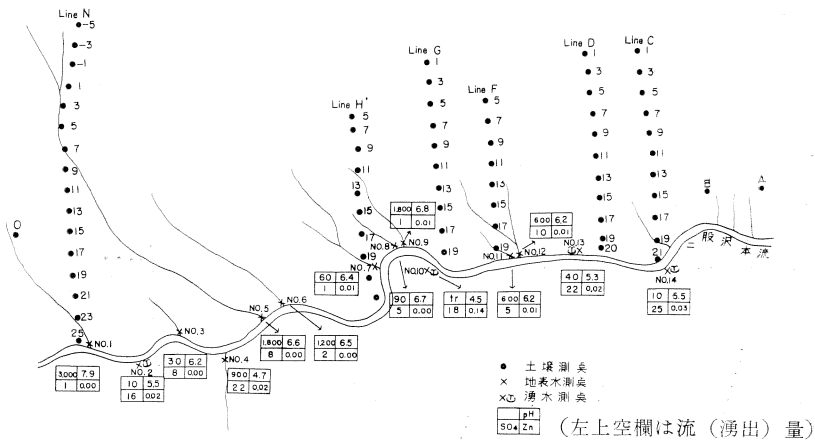 Line N
-5
-3
-1
1
3
5
7
9
11
13
15
17
19
21
23
25
O
Line H'
5
7
9
11
13
15
17
19
Line G
1
3
5
7
9
11
13
15
17
19
Line F
5
7
9
11
13
15
17
19
Line D
1
3
5
7
9
11
13
15
17
19
20
Line C
1
3
5
7
9
11
13
15
17
19
21
B
A
二股沢本流
NO.1
3,000 7.9
1 0.00
NO.2
10 5.5
16 0.02
NO.3
30 6.2
8 0.00
NO.4
900 4.7
22 0.02
NO.5
1,800 6.6
8 0.00
NO.6
1,200 6.5
2 0.00
NO.7
60 6.4
1 0.01
NO.8
90 6.7
5 0.00
NO.9
1,800 6.8
1 0.01
NO.10
tr 4.5
18 0.14
NO.11
600 6.2
5 0.01
NO.12
600 6.2
10 0.01
NO.13
40 5.3
22 0.02
NO.14
10 5.5
25 0.03
土壌測点
地表水測点
湧水測点
pH
SO4 Zn
(左上空欄は流(湧出)量)